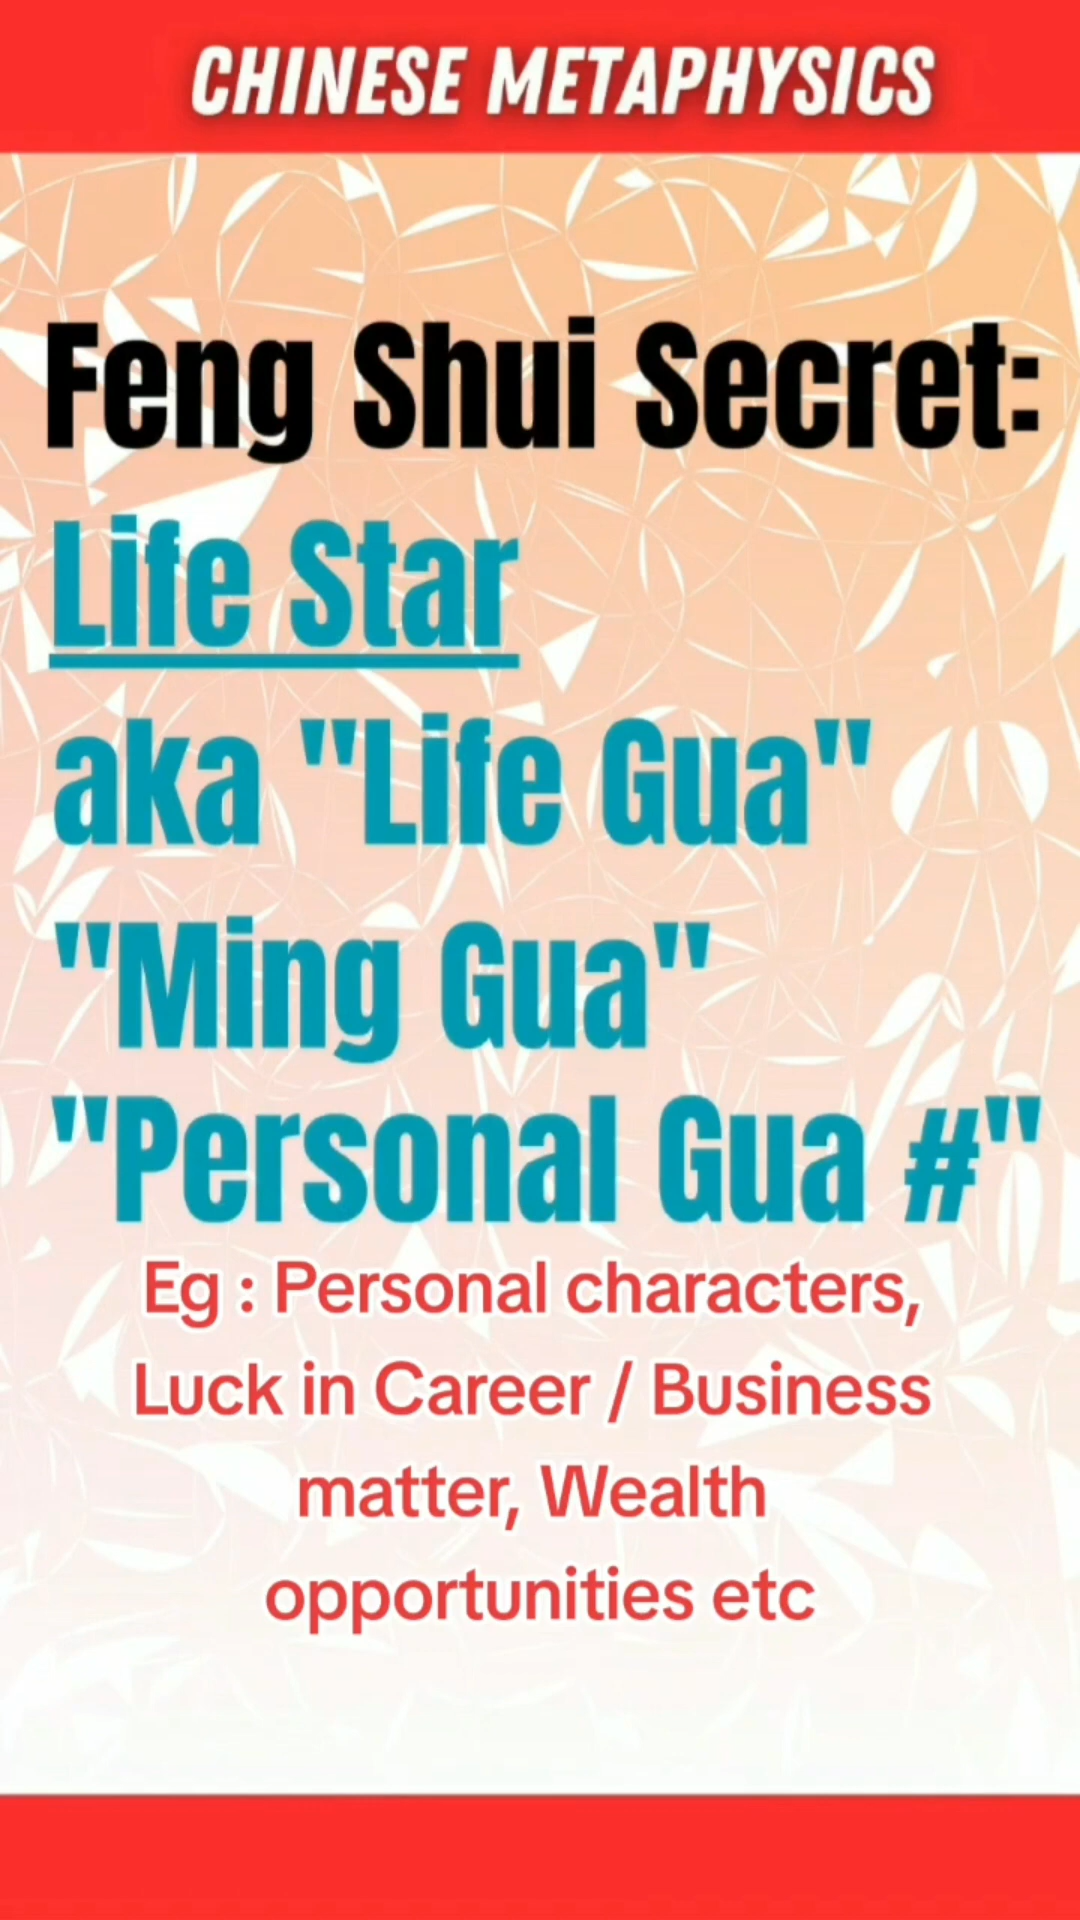 CHINESE METAPHYSICS
Feng Shui Secret:
Life Star
aka "Life Gua"
"Ming Gua"
"Personal Gua #"
Eg : Personal characters,
Luck in Career / Business
matter, Wealth
opportunities etc